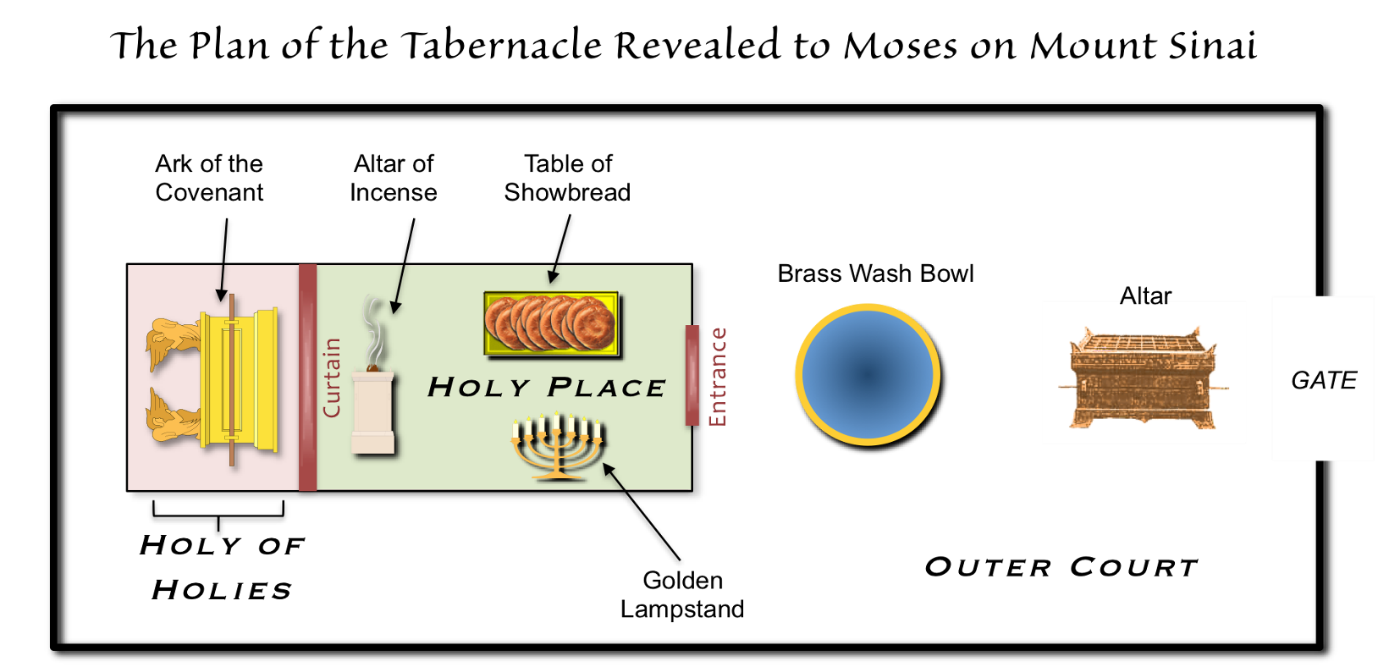 The Plan of the Tabernacle Revealed to Moses on Mount Sinai
Ark of the
Covenant
Altar of
Incense
Table of
Showbread
Brass Wash Bowl
Altar
GATE
Curtain
HOLY PLACE
Entrance
HOLY OF
HOLIES
Golden
Lampstand
OUTER COURT